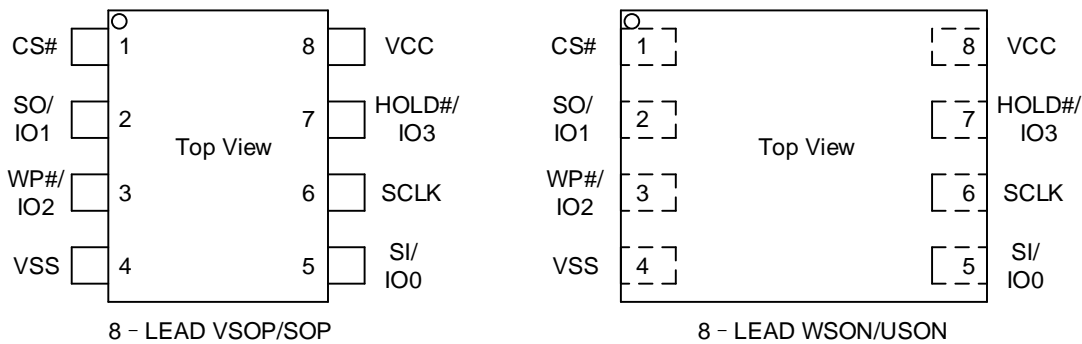 CS# 1 8 VCC
SO/
IO1 2 7 HOLD#/
IO3
Top View
WP#/
IO2 3 6 SCLK
VSS 4 5 SI/
IO0
8 – LEAD VSOP/SOP
CS# 1 8 VCC
SO/
IO1 2 7 HOLD#/
IO3
Top View
WP#/
IO2 3 6 SCLK
VSS 4 5 SI/
IO0
8 – LEAD WSON/USON